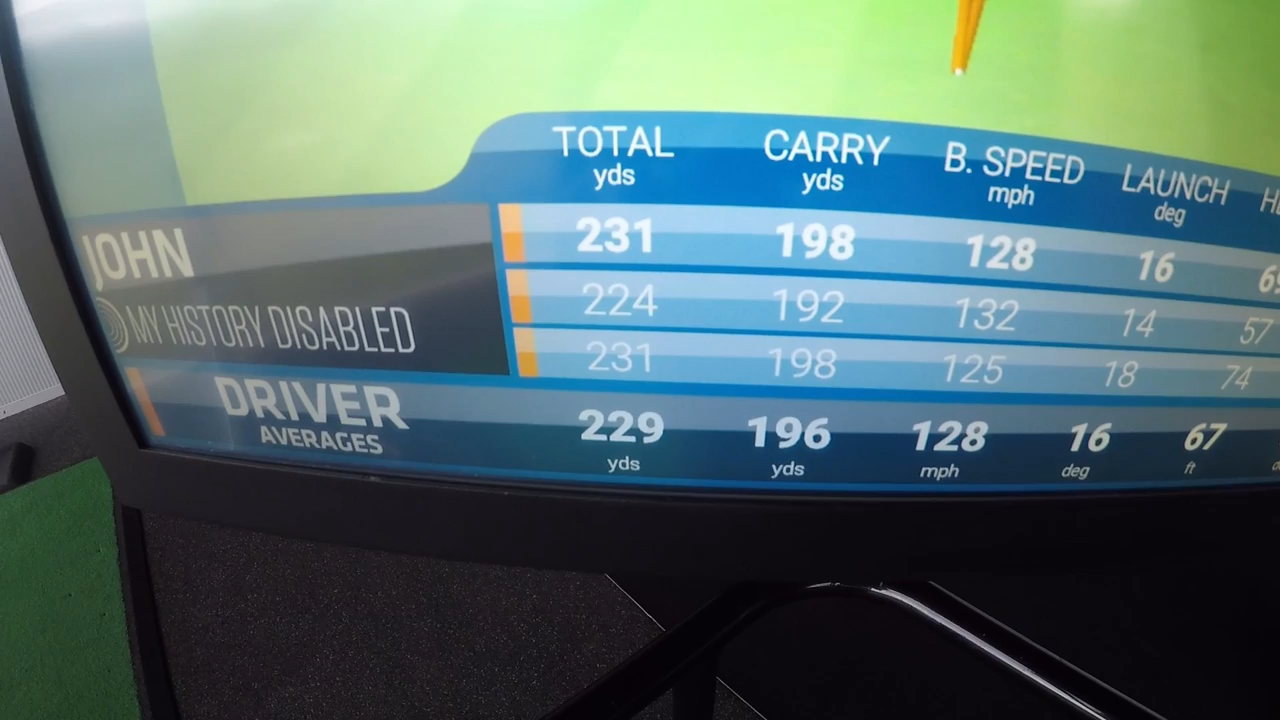 TOTAL CARRY B. SPEED LAUNCH
yds yds mph deg
JOHN 231 198 128 16
MY HISTORY DISABLED 224 192 132 14 57
231 198 125 18 74
DRIVER 229 196 128 16 67
AVERAGES yds yds mph deg ft